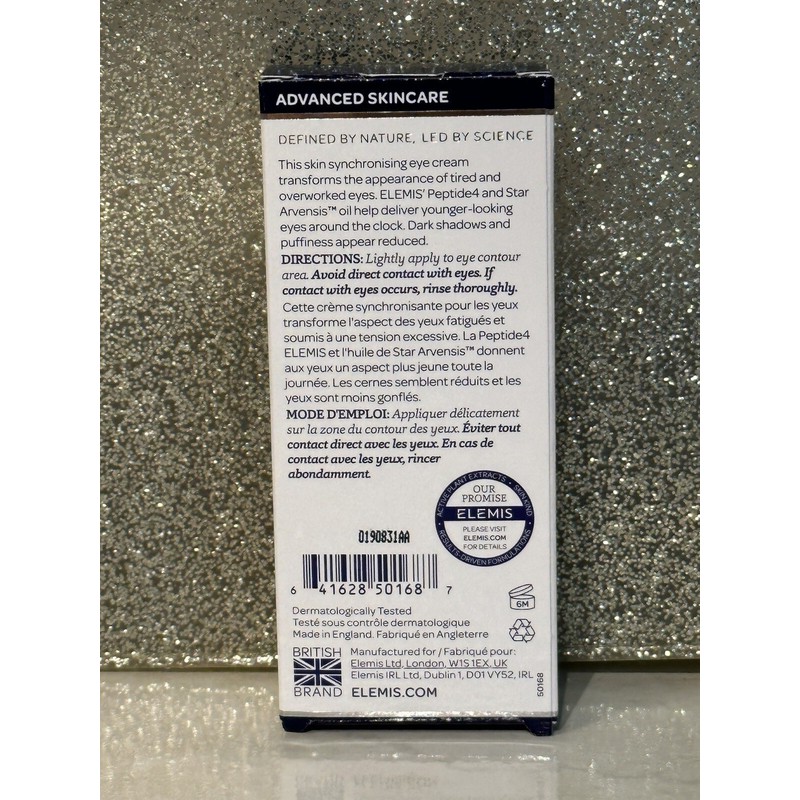 ADVANCED SKINCARE
DEFINED BY NATURE, LED BY SCIENCE
This skin synchronising eye cream
transforms the appearance of tired and
overworked eyes. ELEMIS' Peptide4 and Star
Arvensis™ oil help deliver younger-looking
eyes around the clock. Dark shadows and
puffiness appear reduced.
DIRECTIONS: Lightly apply to eye contour
area. Avoid direct contact with eyes. If
contact with eyes occurs, rinse thoroughly.
Cette crème synchronisante pour les yeux
transforme l'aspect des yeux fatigués et
soumis à une tension excessive. La Peptide4
ELEMIS et l'huile de Star Arvensis™ donnent
aux yeux un aspect plus jeune toute la
journée. Les cernes semblent réduits et les
yeux sont moins gonflés.
MODE D'EMPLOI: Appliquer délicatement
sur la zone du contour des yeux. Éviter tout
contact direct avec les yeux. En cas de
contact avec les yeux, rincer
abondamment.
ACTIVE PLANT EXTRACTS • SKIN KIND • RESULTS-DRIVEN FORMULATIONS •
OUR
PROMISE
ELEMIS
PLEASE VISIT
ELEMIS.COM
FOR DETAILS
0190831AA
6 41628 50168 7
6M
Dermatologically Tested
Testé sous contrôle dermatologique
Made in England. Fabriqué en Angleterre
BRITISH
BRAND
Manufactured for / Fabriqué pour:
Elemis Ltd, London, W1S 1EX, UK
Elemis IRL Ltd, Dublin 1, D01 VY52, IRL
ELEMIS.COM
50168